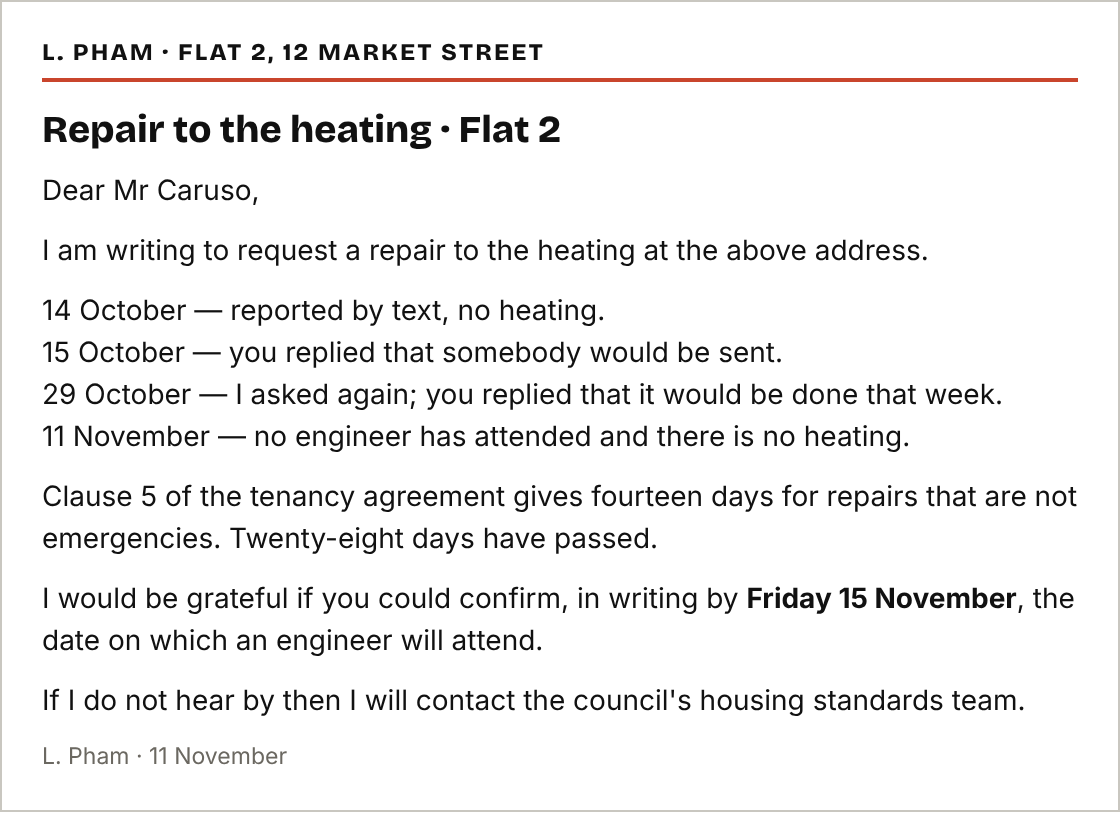 L. PHAM · FLAT 2, 12 MARKET STREET
Repair to the heating · Flat 2
Dear Mr Caruso,
I am writing to request a repair to the heating at the above address.
14 October — reported by text, no heating.
15 October — you replied that somebody would be sent.
29 October — I asked again; you replied that it would be done that week.
11 November — no engineer has attended and there is no heating.
Clause 5 of the tenancy agreement gives fourteen days for repairs that are not
emergencies. Twenty-eight days have passed.
I would be grateful if you could confirm, in writing by Friday 15 November, the
date on which an engineer will attend.
If I do not hear by then I will contact the council's housing standards team.
L. Pham · 11 November